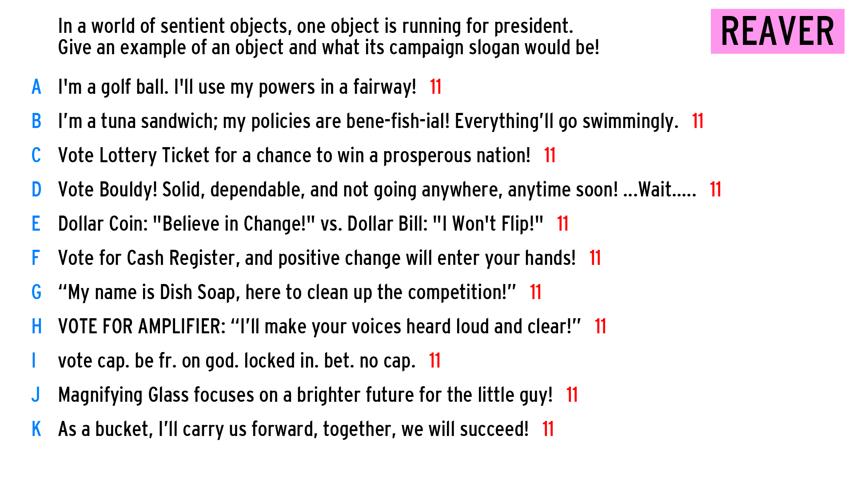 In a world of sentient objects, one object is running for president.
Give an example of an object and what its campaign slogan would be!
REAVER
A I'm a golf ball. I'll use my powers in a fairway! 11
B I’m a tuna sandwich; my policies are bene-fish-ial! Everything’ll go swimmingly. 11
C Vote Lottery Ticket for a chance to win a prosperous nation! 11
D Vote Bouldy! Solid, dependable, and not going anywhere, anytime soon! ...Wait..... 11
E Dollar Coin: "Believe in Change!" vs. Dollar Bill: "I Won't Flip!" 11
F Vote for Cash Register, and positive change will enter your hands! 11
G “My name is Dish Soap, here to clean up the competition!” 11
H VOTE FOR AMPLIFIER: “I’ll make your voices heard loud and clear!” 11
I vote cap. be fr. on god. locked in. bet. no cap. 11
J Magnifying Glass focuses on a brighter future for the little guy! 11
K As a bucket, I’ll carry us forward, together, we will succeed! 11